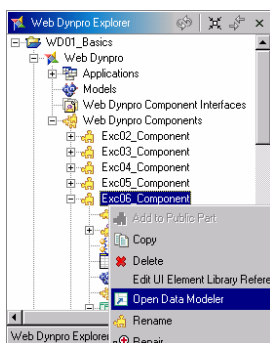 Web Dynpro Explorer
WD01_Basics
Web Dynpro
Applications
Models
Web Dynpro Component Interfaces
Web Dynpro Components
Exc02_Component
Exc03_Component
Exc04_Component
Exc05_Component
Exc06_Component
Add to Public Part
Copy
Delete
Edit UI Element Library Refere
Open Data Modeler
Rename
Web Dynpro Explorer
Repair